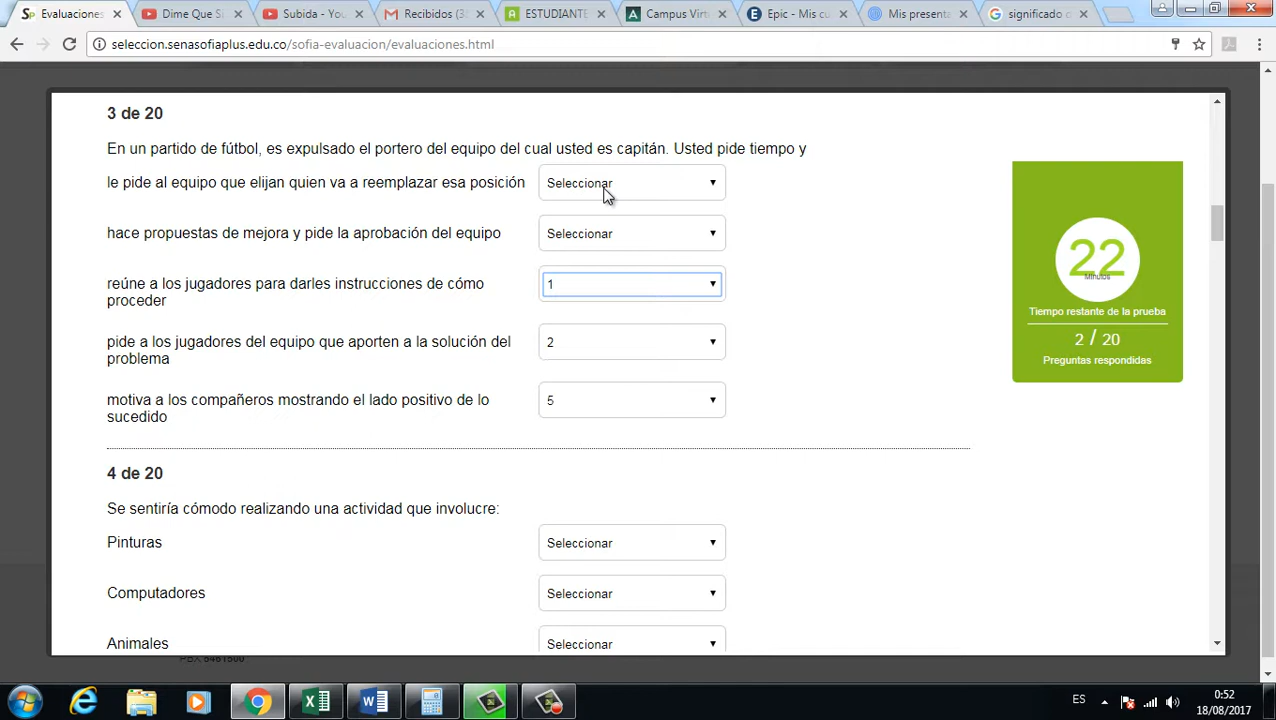 Evaluaciones
Dime Que Si
Subida - You
Recibidos (3
ESTUDIANTE
Campus Virt
Epic - Mis cu
Mis presenta
significado d
seleccion.senasofiaplus.edu.co/sofia-evaluacion/evaluaciones.html
3 de 20
En un partido de fútbol, es expulsado el portero del equipo del cual usted es capitán. Usted pide tiempo y
le pide al equipo que elijan quien va a reemplazar esa posición
Seleccionar
hace propuestas de mejora y pide la aprobación del equipo
Seleccionar
reúne a los jugadores para darles instrucciones de cómo
proceder
1
pide a los jugadores del equipo que aporten a la solución del
problema
2
motiva a los compañeros mostrando el lado positivo de lo
sucedido
5
22
Minutos
Tiempo restante de la prueba
2 / 20
Preguntas respondidas
4 de 20
Se sentiría cómodo realizando una actividad que involucre:
Pinturas
Seleccionar
Computadores
Seleccionar
Animales
Seleccionar
ES
0:52
18/08/2017